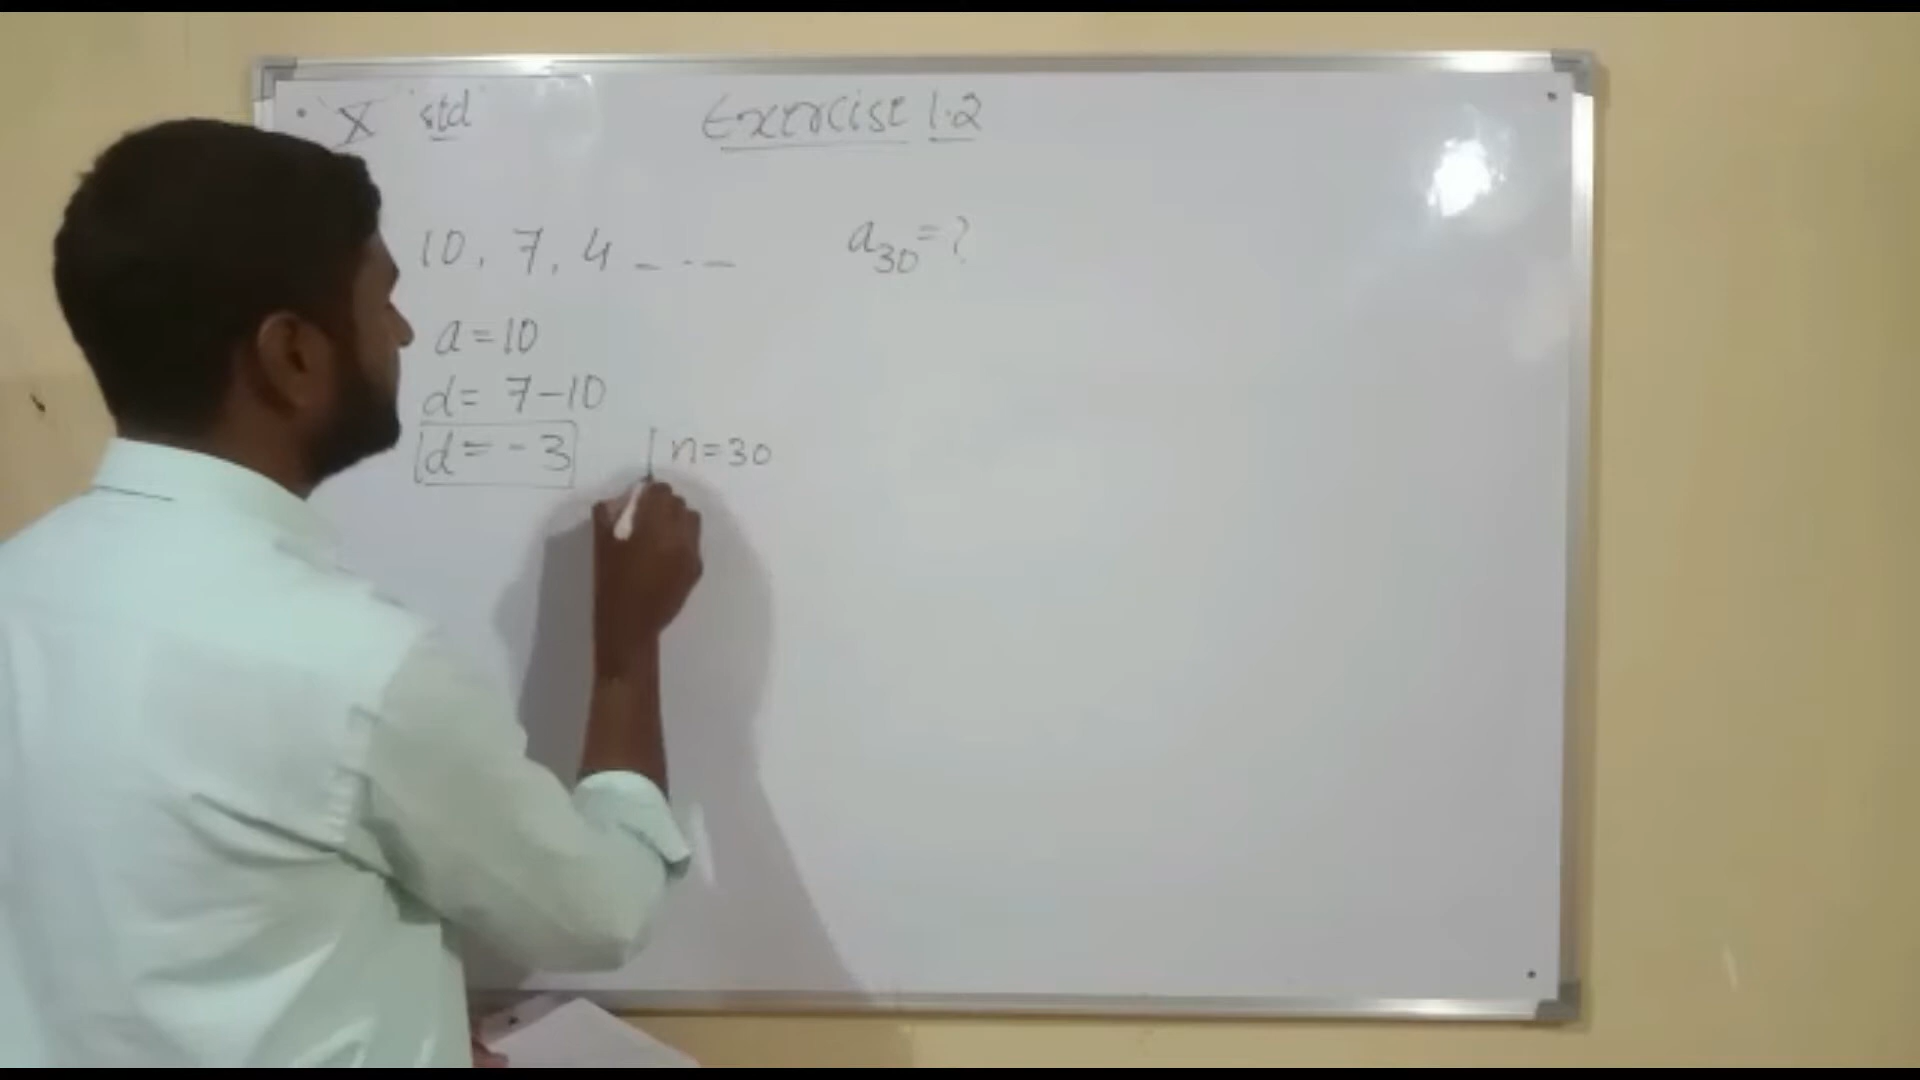 X std
Exercise 1.2
10, 7, 4 - - -
a30 = ?
a = 10
d = 7 - 10
d = - 3
n = 30